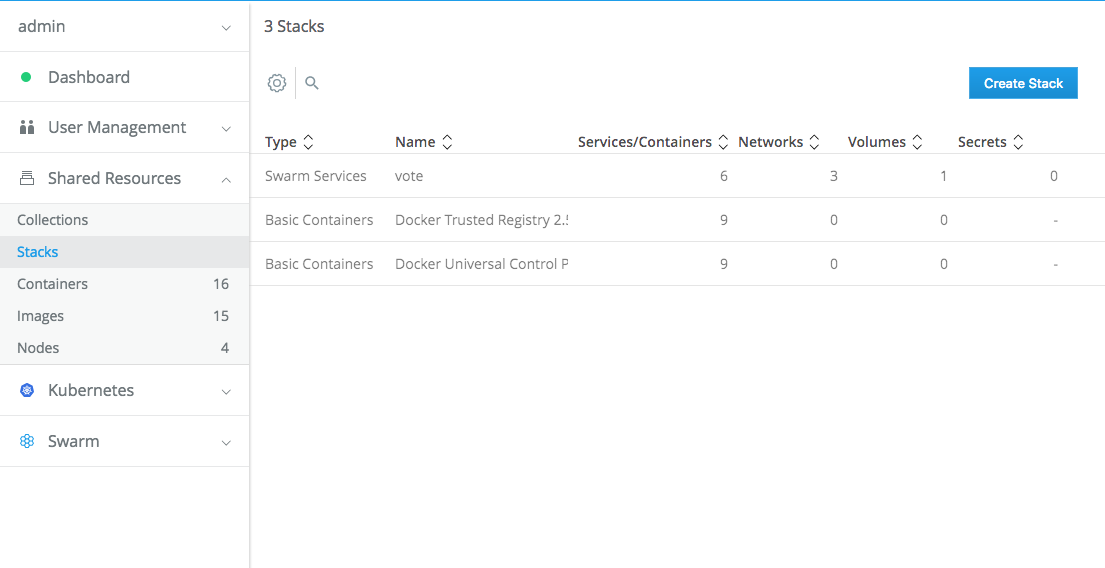 admin
Dashboard
User Management
Shared Resources
Collections
Stacks
Containers 16
Images 15
Nodes 4
Kubernetes
Swarm
3 Stacks
Create Stack
Type Name Services/Containers Networks Volumes Secrets
Swarm Services vote 6 3 1 0
Basic Containers Docker Trusted Registry 2.5 9 0 0 -
Basic Containers Docker Universal Control P 9 0 0 -